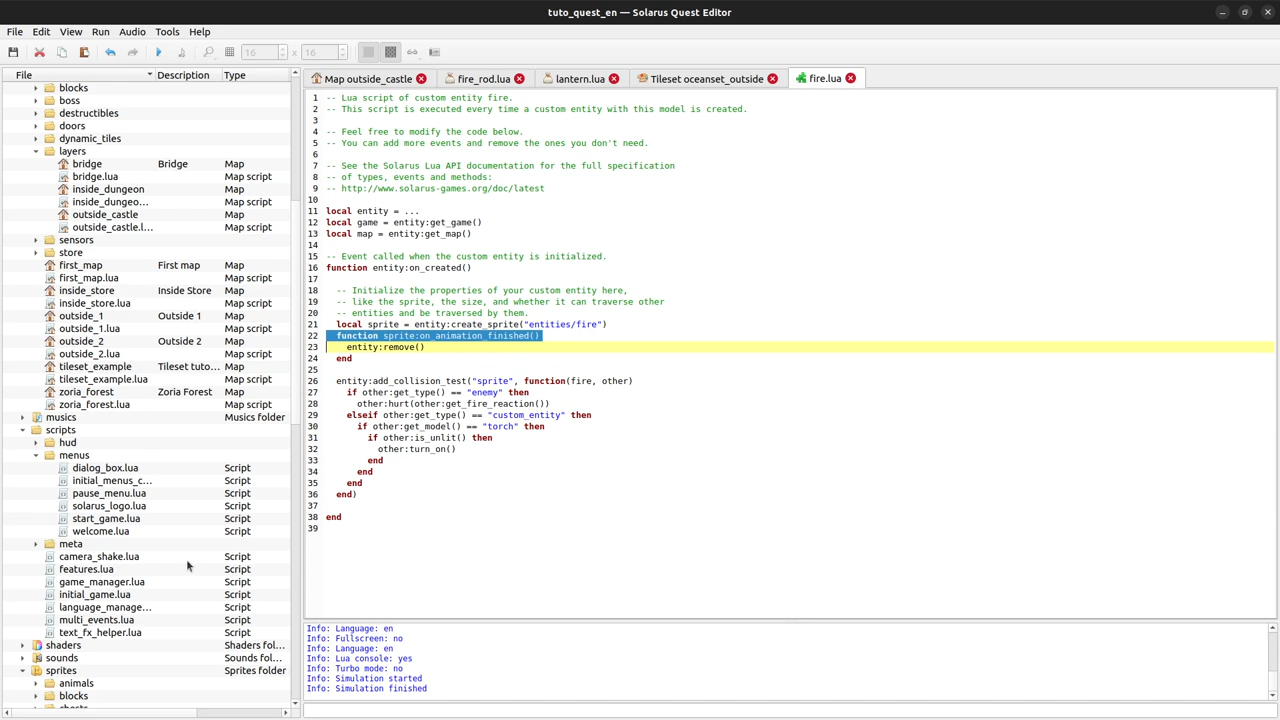 tuto_quest_en — Solarus Quest Editor
File Edit View Run Audio Tools Help
16 x 16
File Description Type
blocks
boss
destructibles
doors
dynamic_tiles
layers
bridge Bridge Map
bridge.lua Map script
inside_dungeon Map
inside_dungeo... Map script
outside_castle Map
outside_castle.l... Map script
sensors
store
first_map First map Map
first_map.lua Map script
inside_store Inside Store Map
inside_store.lua Map script
outside_1 Outside 1 Map
outside_1.lua Map script
outside_2 Outside 2 Map
outside_2.lua Map script
tileset_example Tileset tuto... Map
tileset_example.lua Map script
zoria_forest Zoria Forest Map
zoria_forest.lua Map script
musics Musics folder
scripts
hud
menus
dialog_box.lua Script
initial_menus_c... Script
pause_menu.lua Script
solarus_logo.lua Script
start_game.lua Script
welcome.lua Script
meta
camera_shake.lua Script
features.lua Script
game_manager.lua Script
initial_game.lua Script
language_manage... Script
multi_events.lua Script
text_fx_helper.lua Script
shaders Shaders fol...
sounds Sounds fol...
sprites Sprites folder
animals
blocks
Map outside_castle fire_rod.lua lantern.lua Tileset oceanset_outside fire.lua
1 -- Lua script of custom entity fire.
2 -- This script is executed every time a custom entity with this model is created.
3
4 -- Feel free to modify the code below.
5 -- You can add more events and remove the ones you don't need.
6
7 -- See the Solarus Lua API documentation for the full specification
8 -- of types, events and methods:
9 -- http://www.solarus-games.org/doc/latest
10
11 local entity = ...
12 local game = entity:get_game()
13 local map = entity:get_map()
14
15 -- Event called when the custom entity is initialized.
16 function entity:on_created()
17
18 -- Initialize the properties of your custom entity here,
19 -- like the sprite, the size, and whether it can traverse other
20 -- entities and be traversed by them.
21 local sprite = entity:create_sprite("entities/fire")
22 function sprite:on_animation_finished()
23 entity:remove()
24 end
25
26 entity:add_collision_test("sprite", function(fire, other)
27 if other:get_type() == "enemy" then
28 other:hurt(other:get_fire_reaction())
29 elseif other:get_type() == "custom_entity" then
30 if other:get_model() == "torch" then
31 if other:is_unlit() then
32 other:turn_on()
33 end
34 end
35 end
36 end)
37
38 end
39
Info: Language: en
Info: Fullscreen: no
Info: Language: en
Info: Lua console: yes
Info: Turbo mode: no
Info: Simulation started
Info: Simulation finished